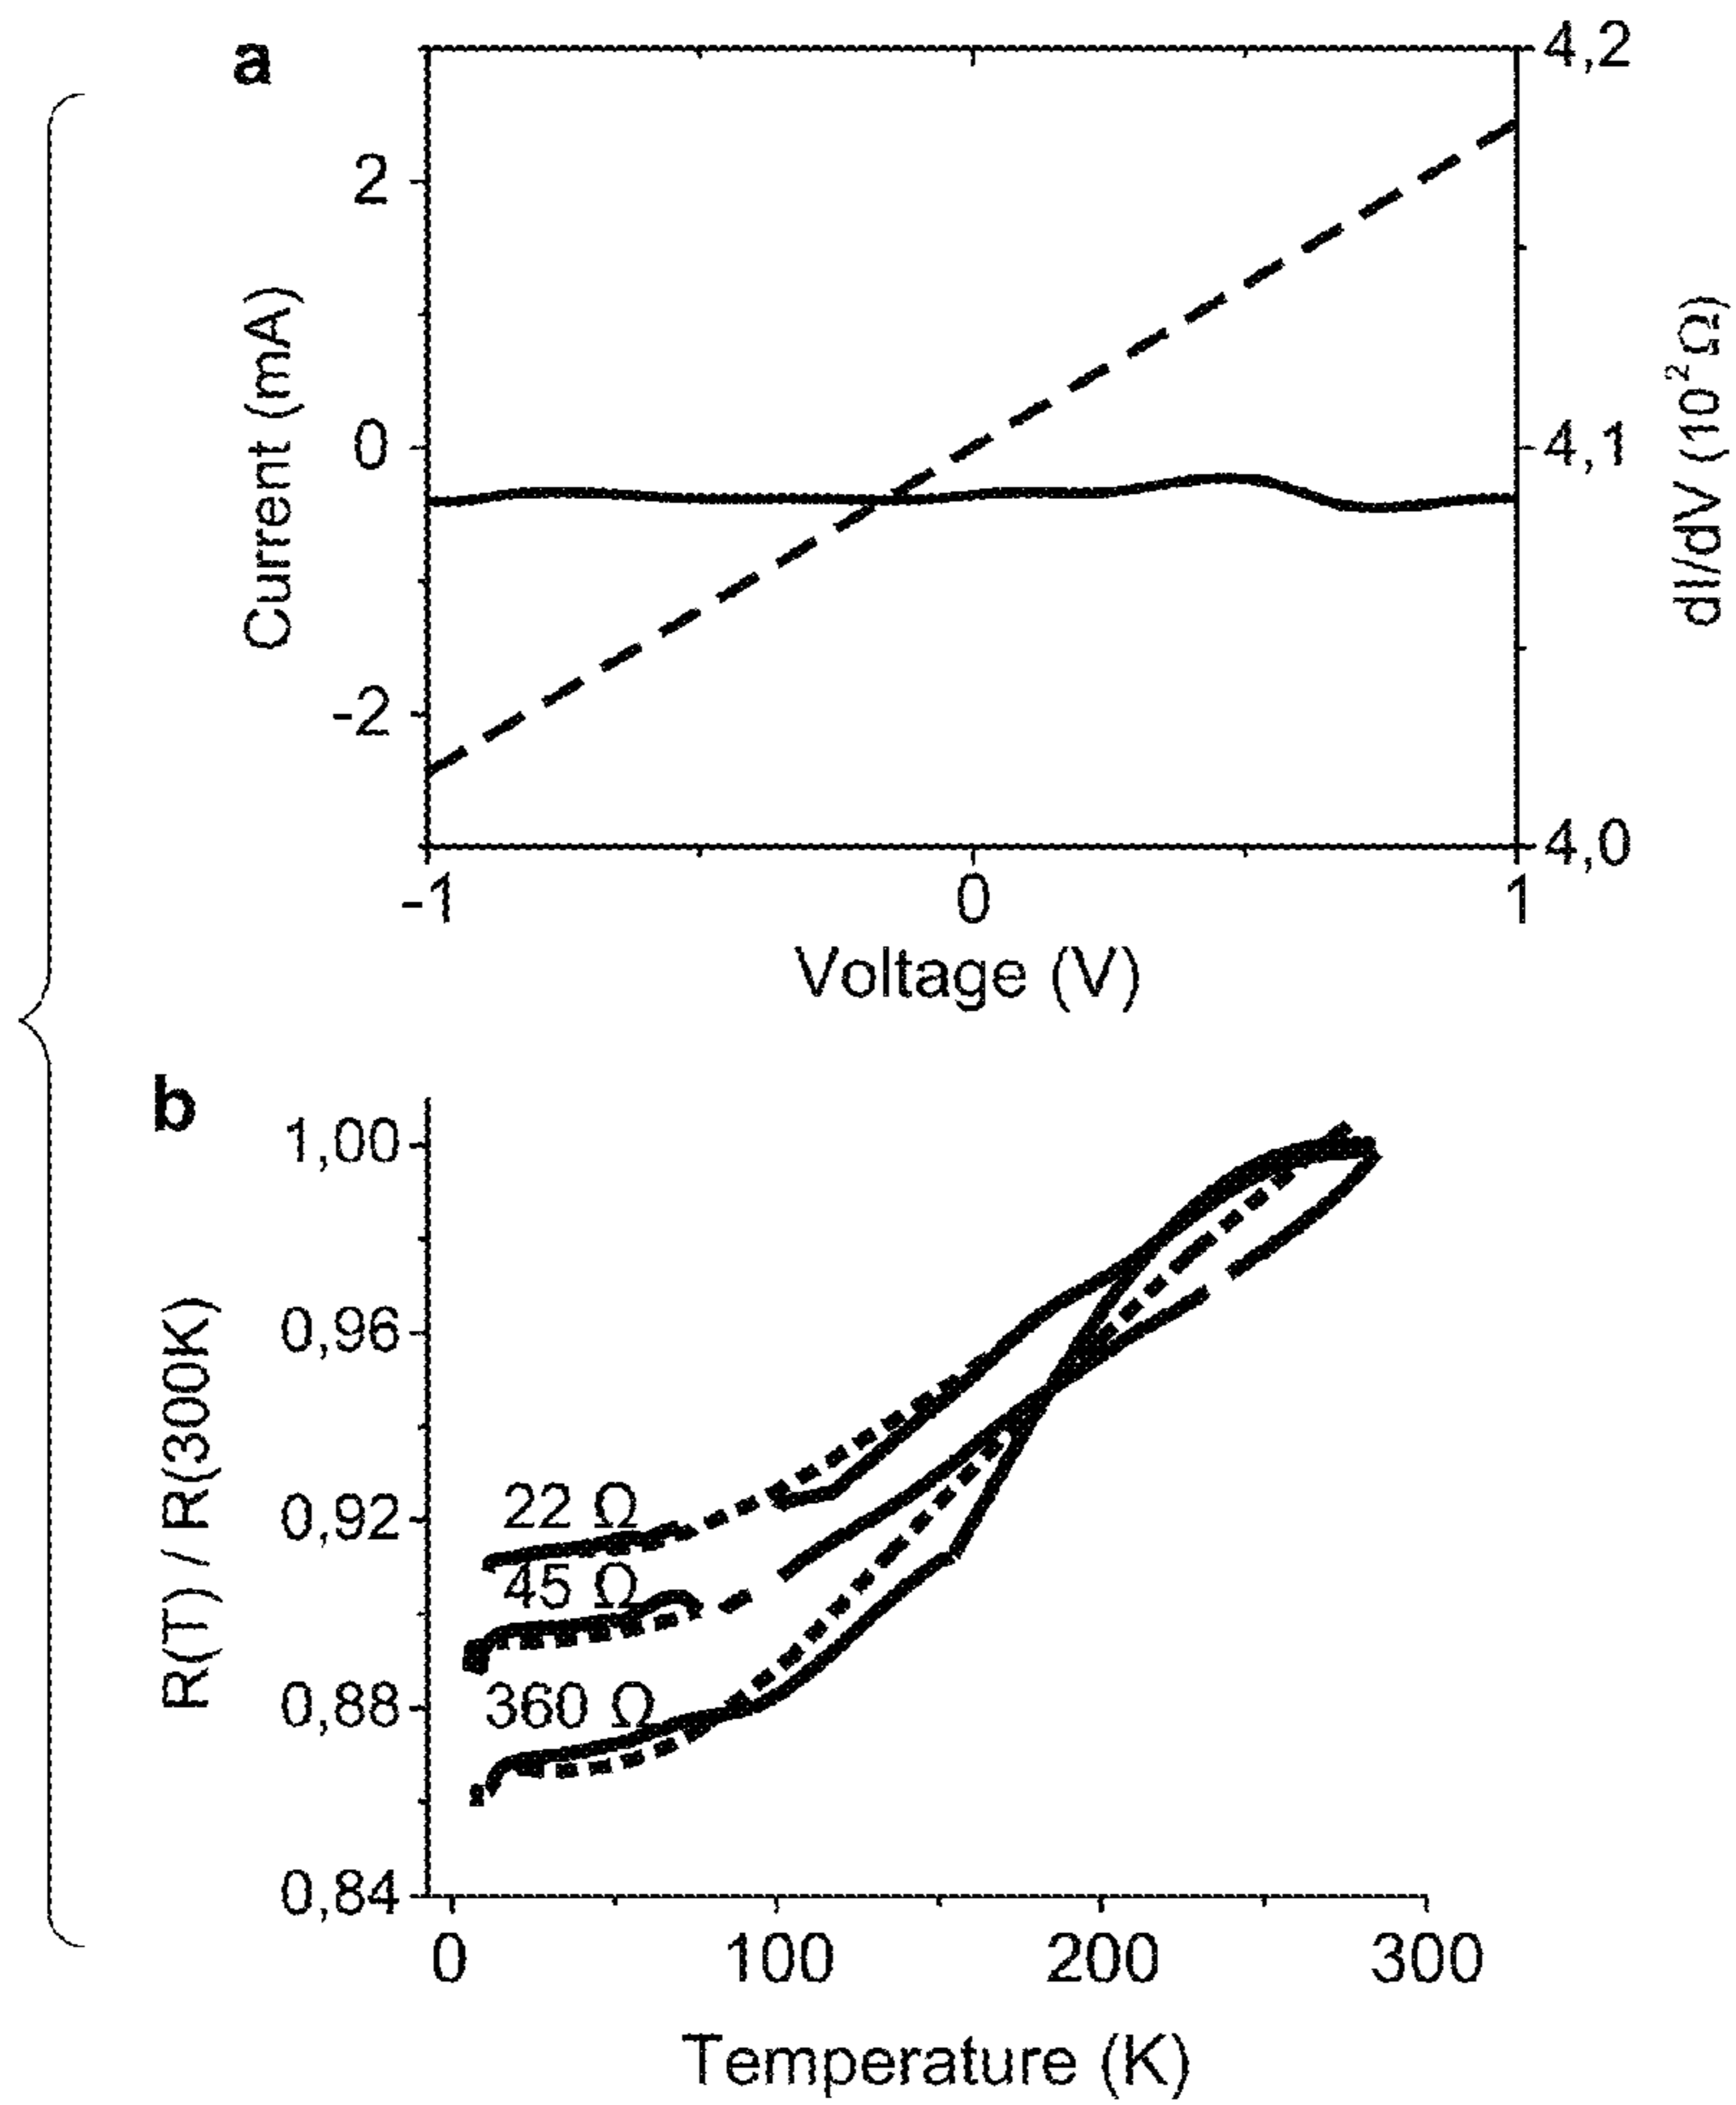 a
4,2
2
Current (mA)
0
4,1
dI/dV (10² Ω)
-2
4,0
-1
0
1
Voltage (V)
b
1,00
0,96
R(T) / R(300K)
22 Ω
0,92
45 Ω
360 Ω
0,88
0,84
0
100
200
300
Temperature (K)